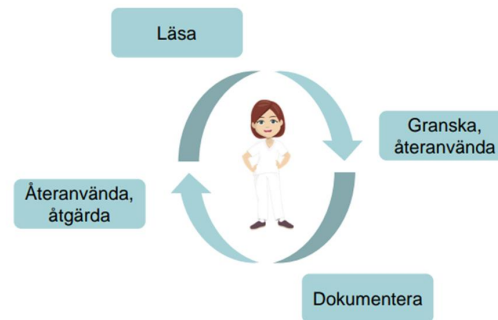 Läsa
Granska,
återanvända
Återanvända,
åtgärda
Dokumentera